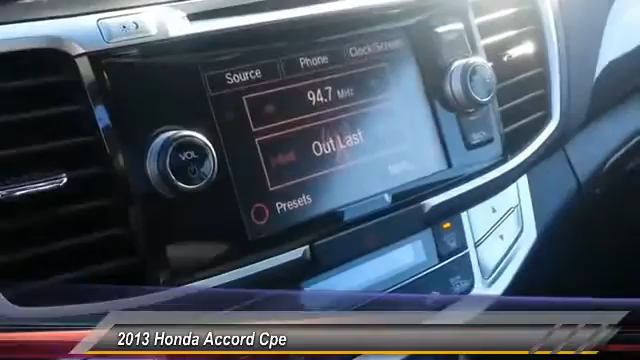 Source
Phone
Clock/Screen
94.7 MHz
Out Last
Presets
VOL
2013 Honda Accord Cpe